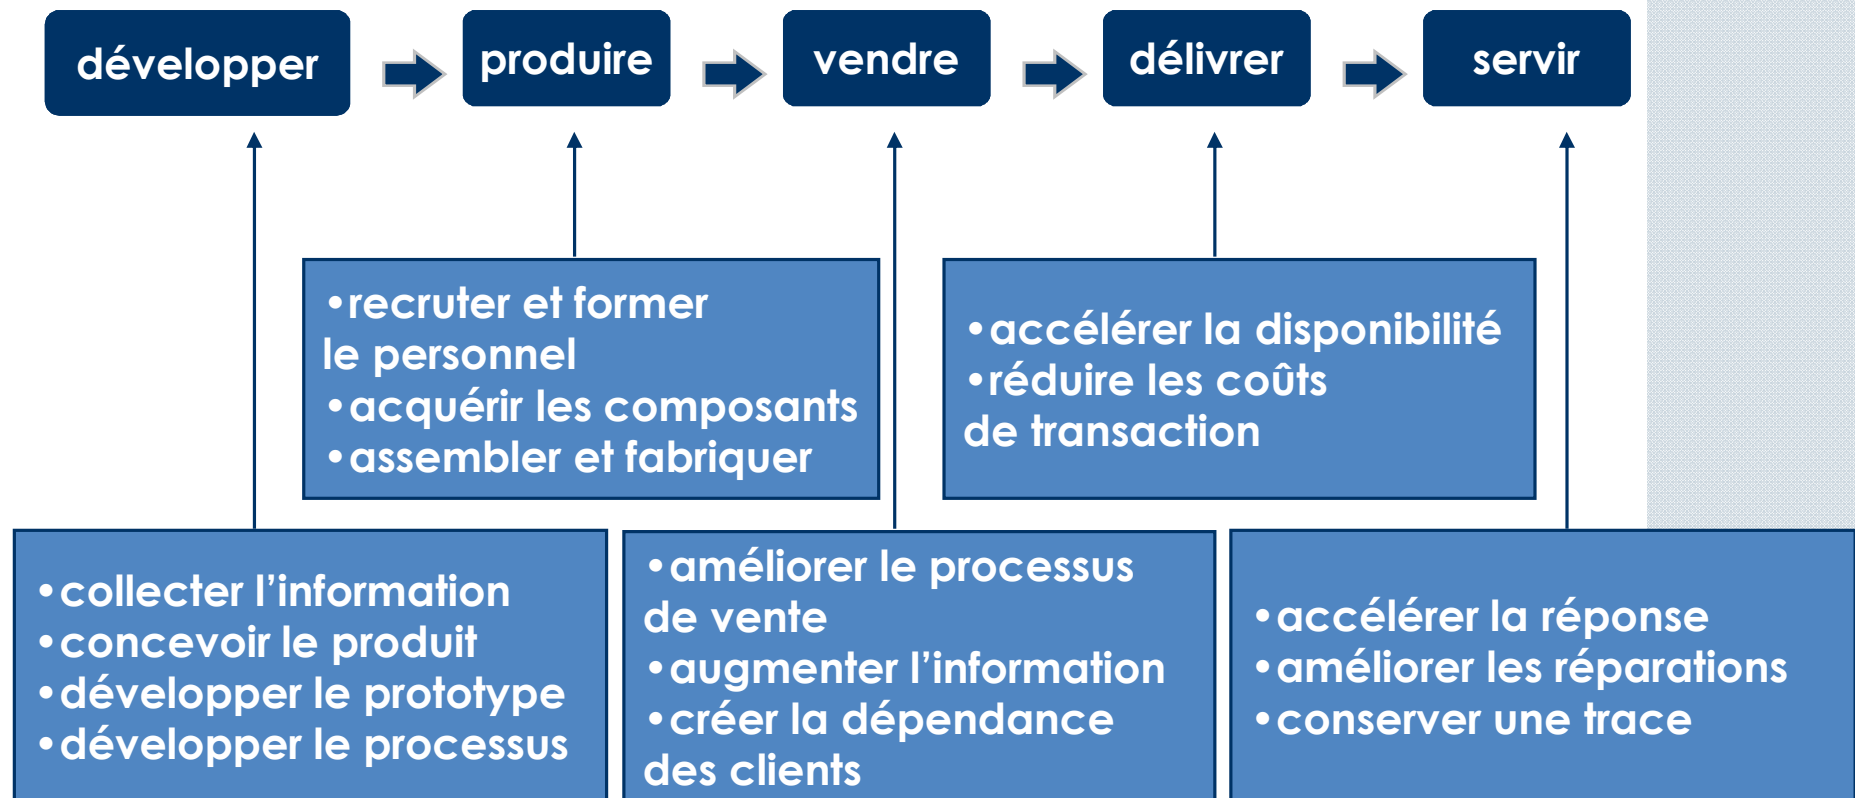 développer
produire
vendre
délivrer
servir
•recruter et former
le personnel
•acquérir les composants
•assembler et fabriquer
•accélérer la disponibilité
•réduire les coûts
de transaction
•collecter l’information
•concevoir le produit
•développer le prototype
•développer le processus
•améliorer le processus
de vente
•augmenter l’information
•créer la dépendance
des clients
•accélérer la réponse
•améliorer les réparations
•conserver une trace